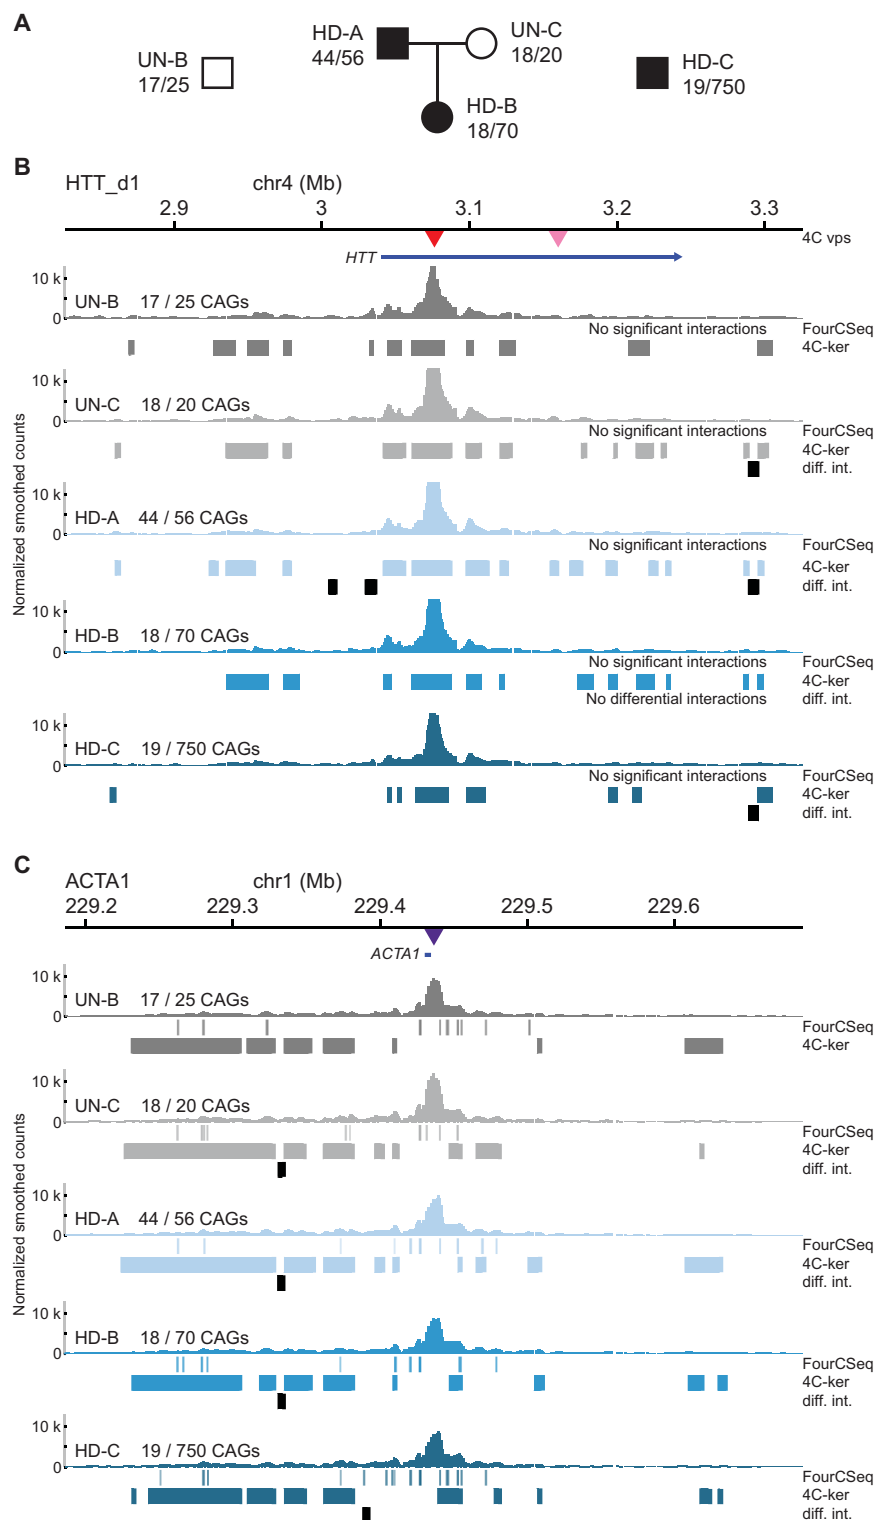 A
HD-A
44/56
UN-C
18/20
UN-B
17/25
HD-C
19/750
HD-B
18/70
B
HTT_d1
chr4 (Mb)
2.9 3 3.1 3.2 3.3
4C vps
HTT
Normalized smoothed counts
10 k
0
UN-B 17 / 25 CAGs
No significant interactions FourCSeq
4C-ker
10 k
0
UN-C 18 / 20 CAGs
No significant interactions FourCSeq
4C-ker
diff. int.
10 k
0
HD-A 44 / 56 CAGs
No significant interactions FourCSeq
4C-ker
diff. int.
10 k
0
HD-B 18 / 70 CAGs
No significant interactions FourCSeq
4C-ker
No differential interactions diff. int.
10 k
0
HD-C 19 / 750 CAGs
No significant interactions FourCSeq
4C-ker
diff. int.
C
ACTA1
chr1 (Mb)
229.2 229.3 229.4 229.5 229.6
ACTA1
Normalized smoothed counts
10 k
0
UN-B 17 / 25 CAGs
FourCSeq
4C-ker
10 k
0
UN-C 18 / 20 CAGs
FourCSeq
4C-ker
diff. int.
10 k
0
HD-A 44 / 56 CAGs
FourCSeq
4C-ker
diff. int.
10 k
0
HD-B 18 / 70 CAGs
FourCSeq
4C-ker
diff. int.
10 k
0
HD-C 19 / 750 CAGs
FourCSeq
4C-ker
diff. int.